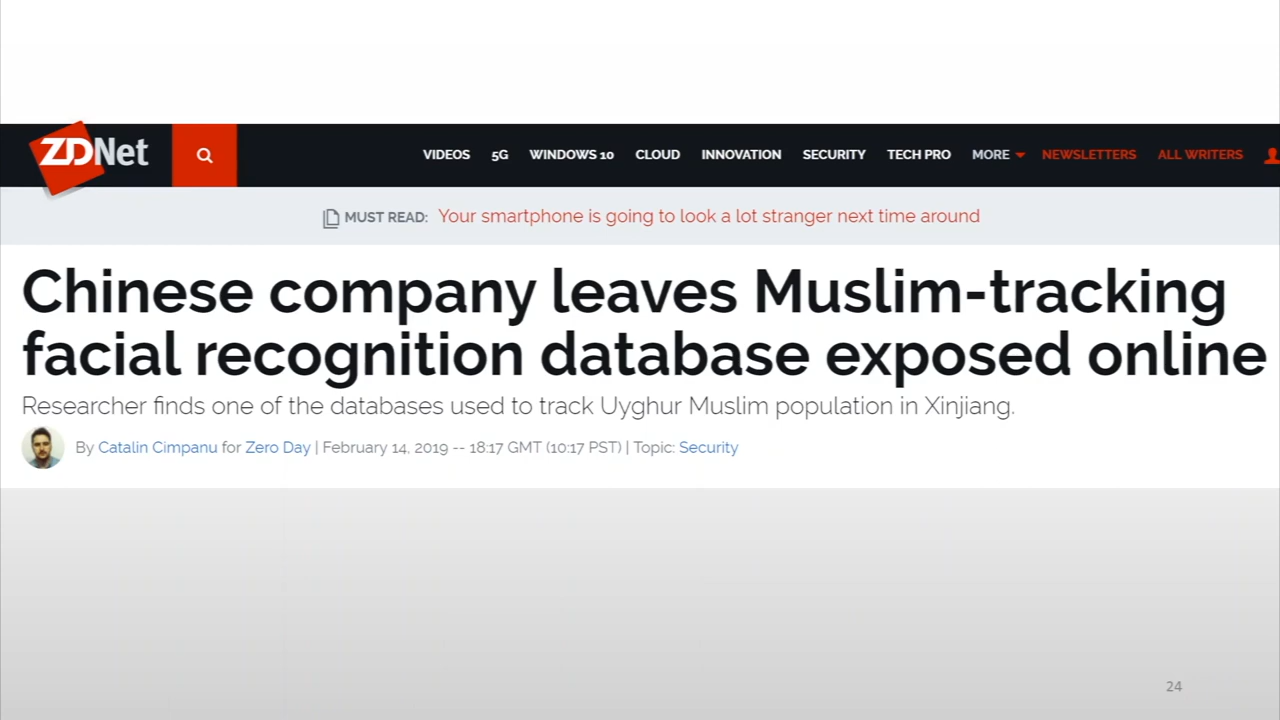 ZDNet
VIDEOS 5G WINDOWS 10 CLOUD INNOVATION SECURITY TECH PRO MORE NEWSLETTERS ALL WRITERS
MUST READ: Your smartphone is going to look a lot stranger next time around
Chinese company leaves Muslim-tracking
facial recognition database exposed online
Researcher finds one of the databases used to track Uyghur Muslim population in Xinjiang.
By Catalin Cimpanu for Zero Day | February 14, 2019 -- 18:17 GMT (10:17 PST) | Topic: Security
24